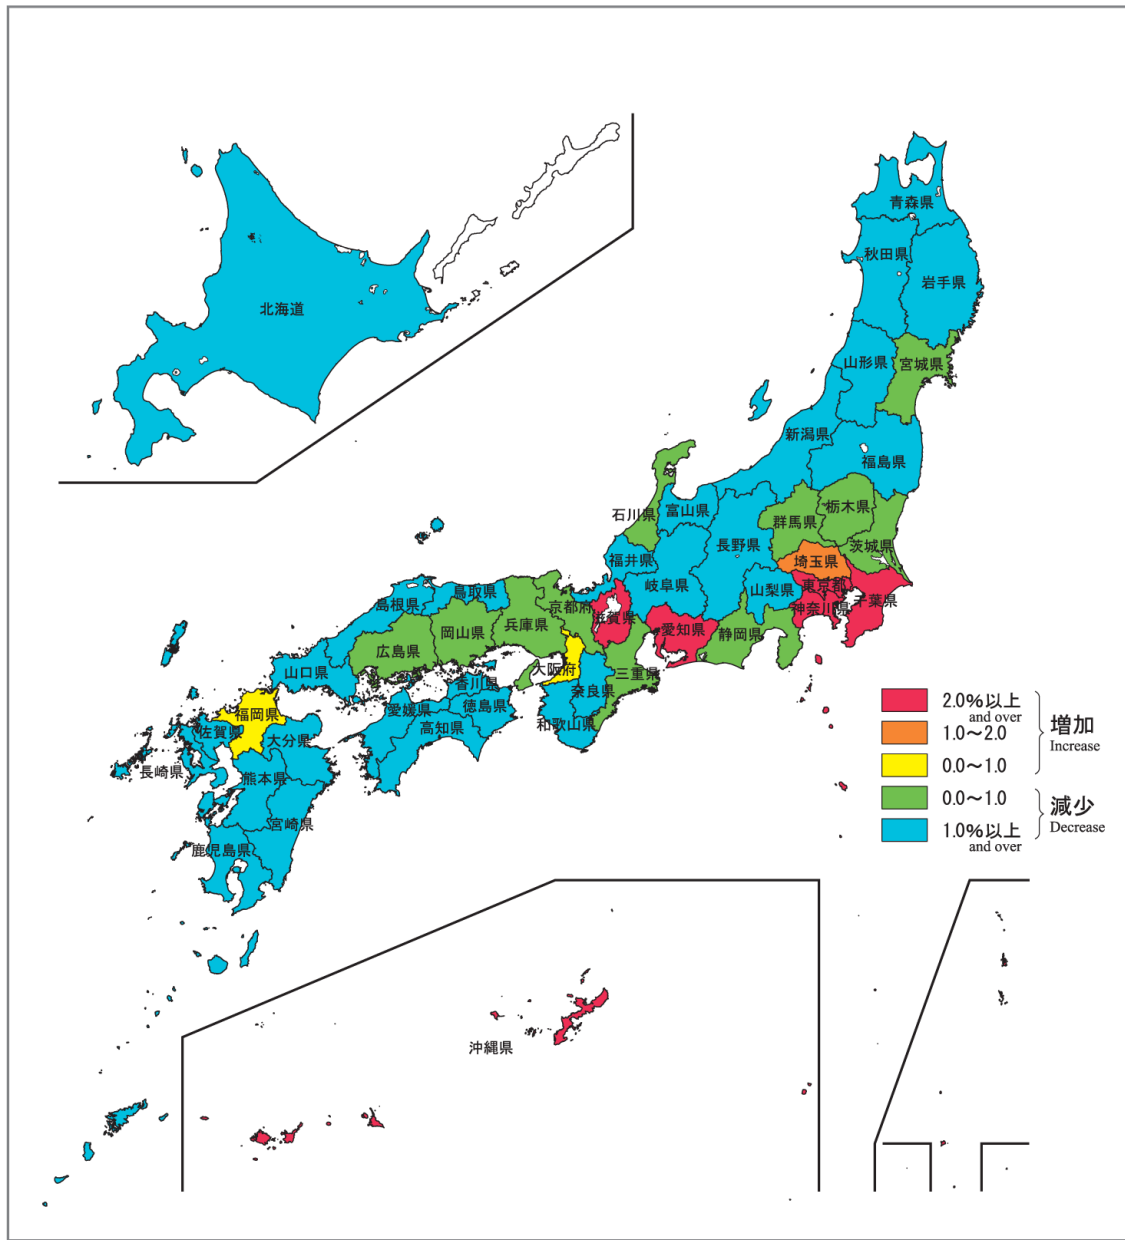 青森県
秋田県
岩手県
北海道
山形県
宮城県
新潟県
福島県
石川県
富山県
群馬県
栃木県
長野県
茨城県
福井県
埼玉県
岐阜県
山梨県
東京都
千葉県
神奈川県
島根県
鳥取県
京都府
滋賀県
愛知県
静岡県
兵庫県
岡山県
広島県
大阪府
三重県
山口県
香川県
奈良県
愛媛県
徳島県
和歌山県
高知県
福岡県
佐賀県
大分県
長崎県
熊本県
宮崎県
鹿児島県
沖縄県
2.0%以上
and over
1.0～2.0
0.0～1.0
増加
Increase
0.0～1.0
1.0%以上
and over
減少
Decrease